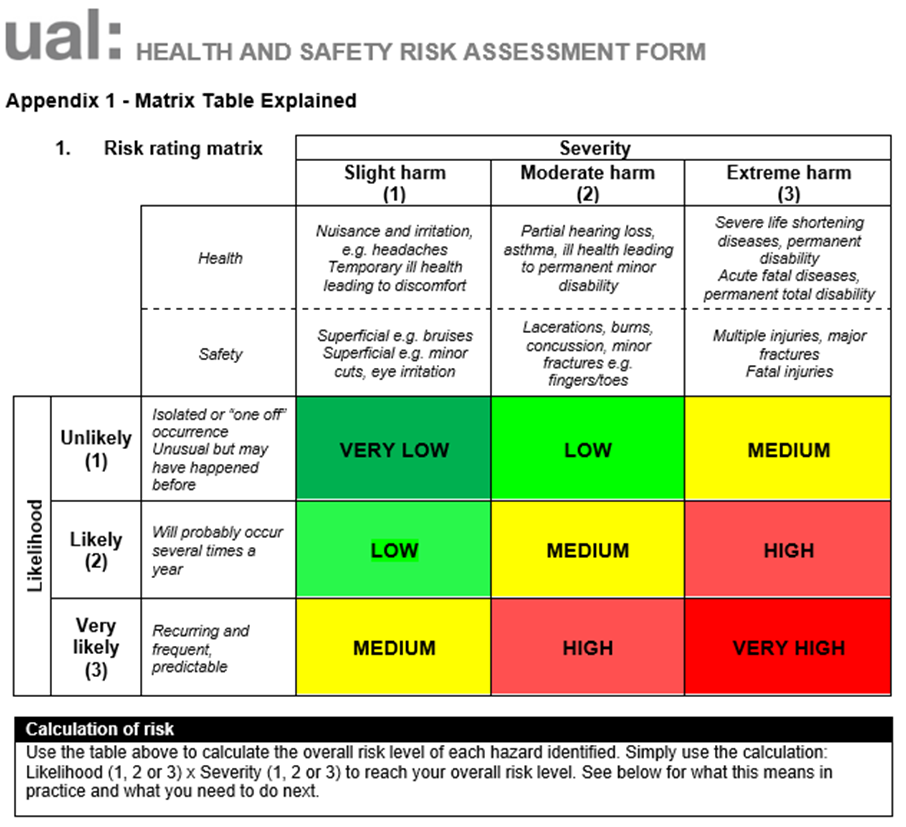 ual: HEALTH AND SAFETY RISK ASSESSMENT FORM
Appendix 1 - Matrix Table Explained
1. Risk rating matrix
Severity
Slight harm
(1)
Moderate harm
(2)
Extreme harm
(3)
Health
Nuisance and irritation,
e.g. headaches
Temporary ill health
leading to discomfort
Partial hearing loss,
asthma, ill health leading
to permanent minor
disability
Severe life shortening
diseases, permanent
disability
Acute fatal diseases,
permanent total disability
Safety
Superficial e.g. bruises
Superficial e.g. minor
cuts, eye irritation
Lacerations, burns,
concussion, minor
fractures e.g.
fingers/toes
Multiple injuries, major
fractures
Fatal injuries
Likelihood
Unlikely
(1)
Isolated or “one off”
occurrence
Unusual but may
have happened
before
VERY LOW
LOW
MEDIUM
Likely
(2)
Will probably occur
several times a
year
LOW
MEDIUM
HIGH
Very
likely
(3)
Recurring and
frequent,
predictable
MEDIUM
HIGH
VERY HIGH
Calculation of risk
Use the table above to calculate the overall risk level of each hazard identified. Simply use the calculation:
Likelihood (1, 2 or 3) x Severity (1, 2 or 3) to reach your overall risk level. See below for what this means in
practice and what you need to do next.